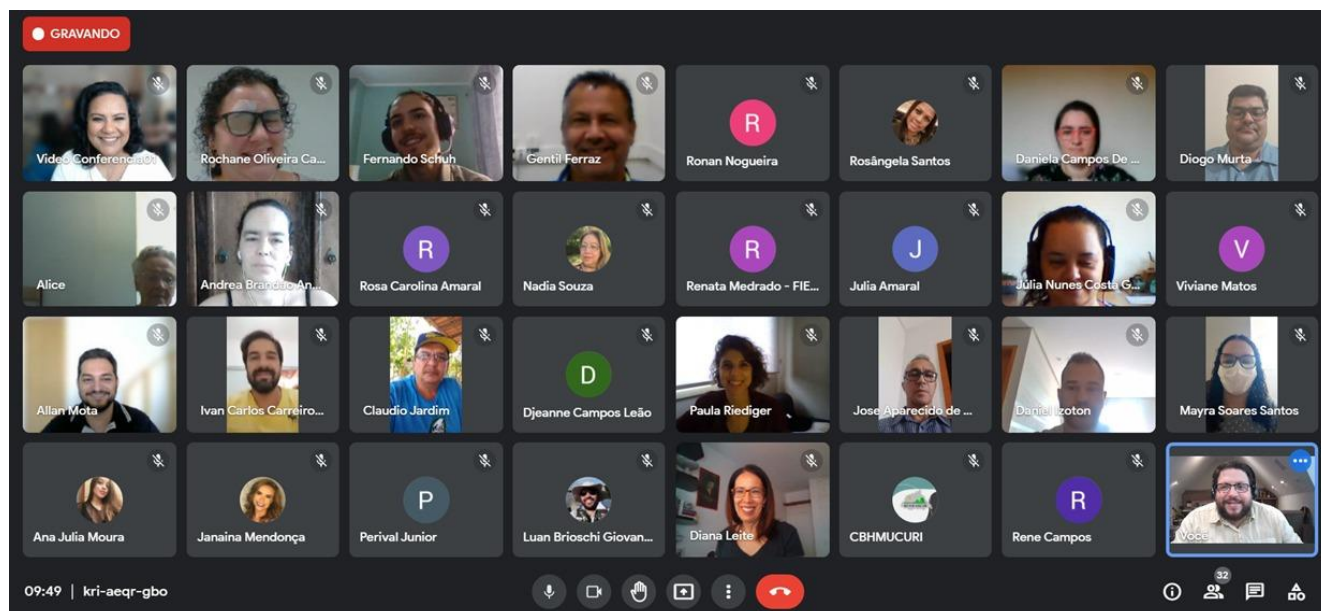 GRAVANDO
Video Conferencia01
Rochane Oliveira Ca...
Fernando Schuh
Gentil Ferraz
R
Ronan Nogueira
Rosângela Santos
Daniela Campos De ...
Diogo Murta
Alice
Andrea Brandão An...
R
Rosa Carolina Amaral
Nadia Souza
R
Renata Medrado - FIE...
J
Julia Amaral
Júlia Nunes Costa G...
V
Viviane Matos
Allan Mota
Ivan Carlos Carreiro...
Claudio Jardim
D
Djeanne Campos Leão
Paula Riediger
Jose Aparecido de ...
Daniel Izoton
Mayra Soares Santos
Ana Julia Moura
Janaina Mendonça
P
Perival Junior
Luan Brioschi Giovan...
Diana Leite
CBHMUCURI
R
Rene Campos
Você
09:49 | kri-aeqr-gbo
32